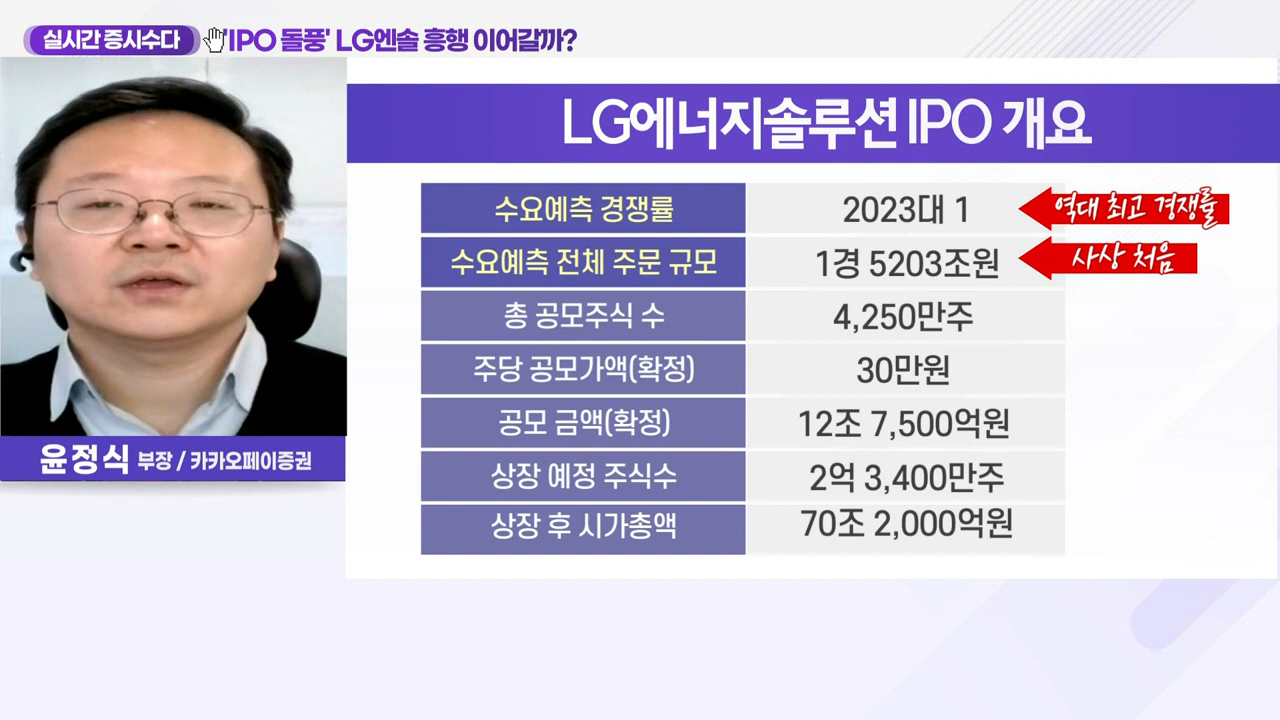 실시간 증시수다 'IPO 돌풍' LG엔솔 흥행 이어갈까?
LG에너지솔루션 IPO 개요
수요예측 경쟁률 2023대 1 역대 최고 경쟁률
수요예측 전체 주문 규모 1경 5203조원 사상 처음
총 공모주식 수 4,250만주
주당 공모가액(확정) 30만원
공모 금액(확정) 12조 7,500억원
상장 예정 주식수 2억 3,400만주
상장 후 시가총액 70조 2,000억원
윤정식 부장 / 카카오페이증권